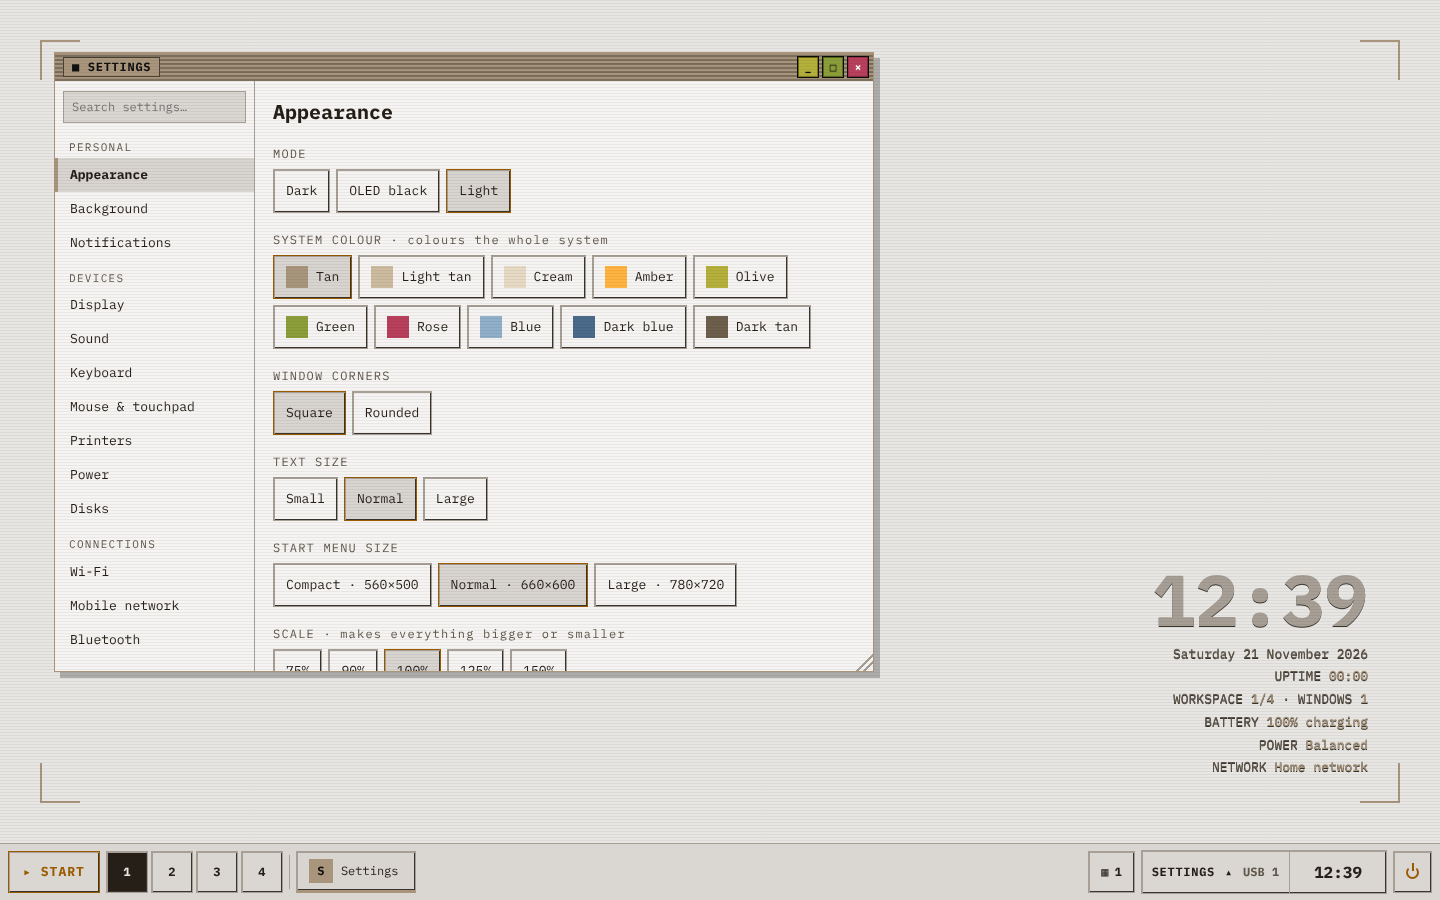 ■ SETTINGS
_ □ ×
Search settings…
PERSONAL
Appearance
Background
Notifications
DEVICES
Display
Sound
Keyboard
Mouse & touchpad
Printers
Power
Disks
CONNECTIONS
Wi-Fi
Mobile network
Bluetooth
Appearance
MODE
Dark OLED black Light
SYSTEM COLOUR · colours the whole system
Tan Light tan Cream Amber Olive
Green Rose Blue Dark blue Dark tan
WINDOW CORNERS
Square Rounded
TEXT SIZE
Small Normal Large
START MENU SIZE
Compact · 560×500 Normal · 660×600 Large · 780×720
SCALE · makes everything bigger or smaller
75% 90% 100% 125% 150%
12:39
Saturday 21 November 2026
UPTIME 00:00
WORKSPACE 1/4 · WINDOWS 1
BATTERY 100% charging
POWER Balanced
NETWORK Home network
▸ START 1 2 3 4 S Settings ▦ 1 SETTINGS ▴ USB 1 12:39